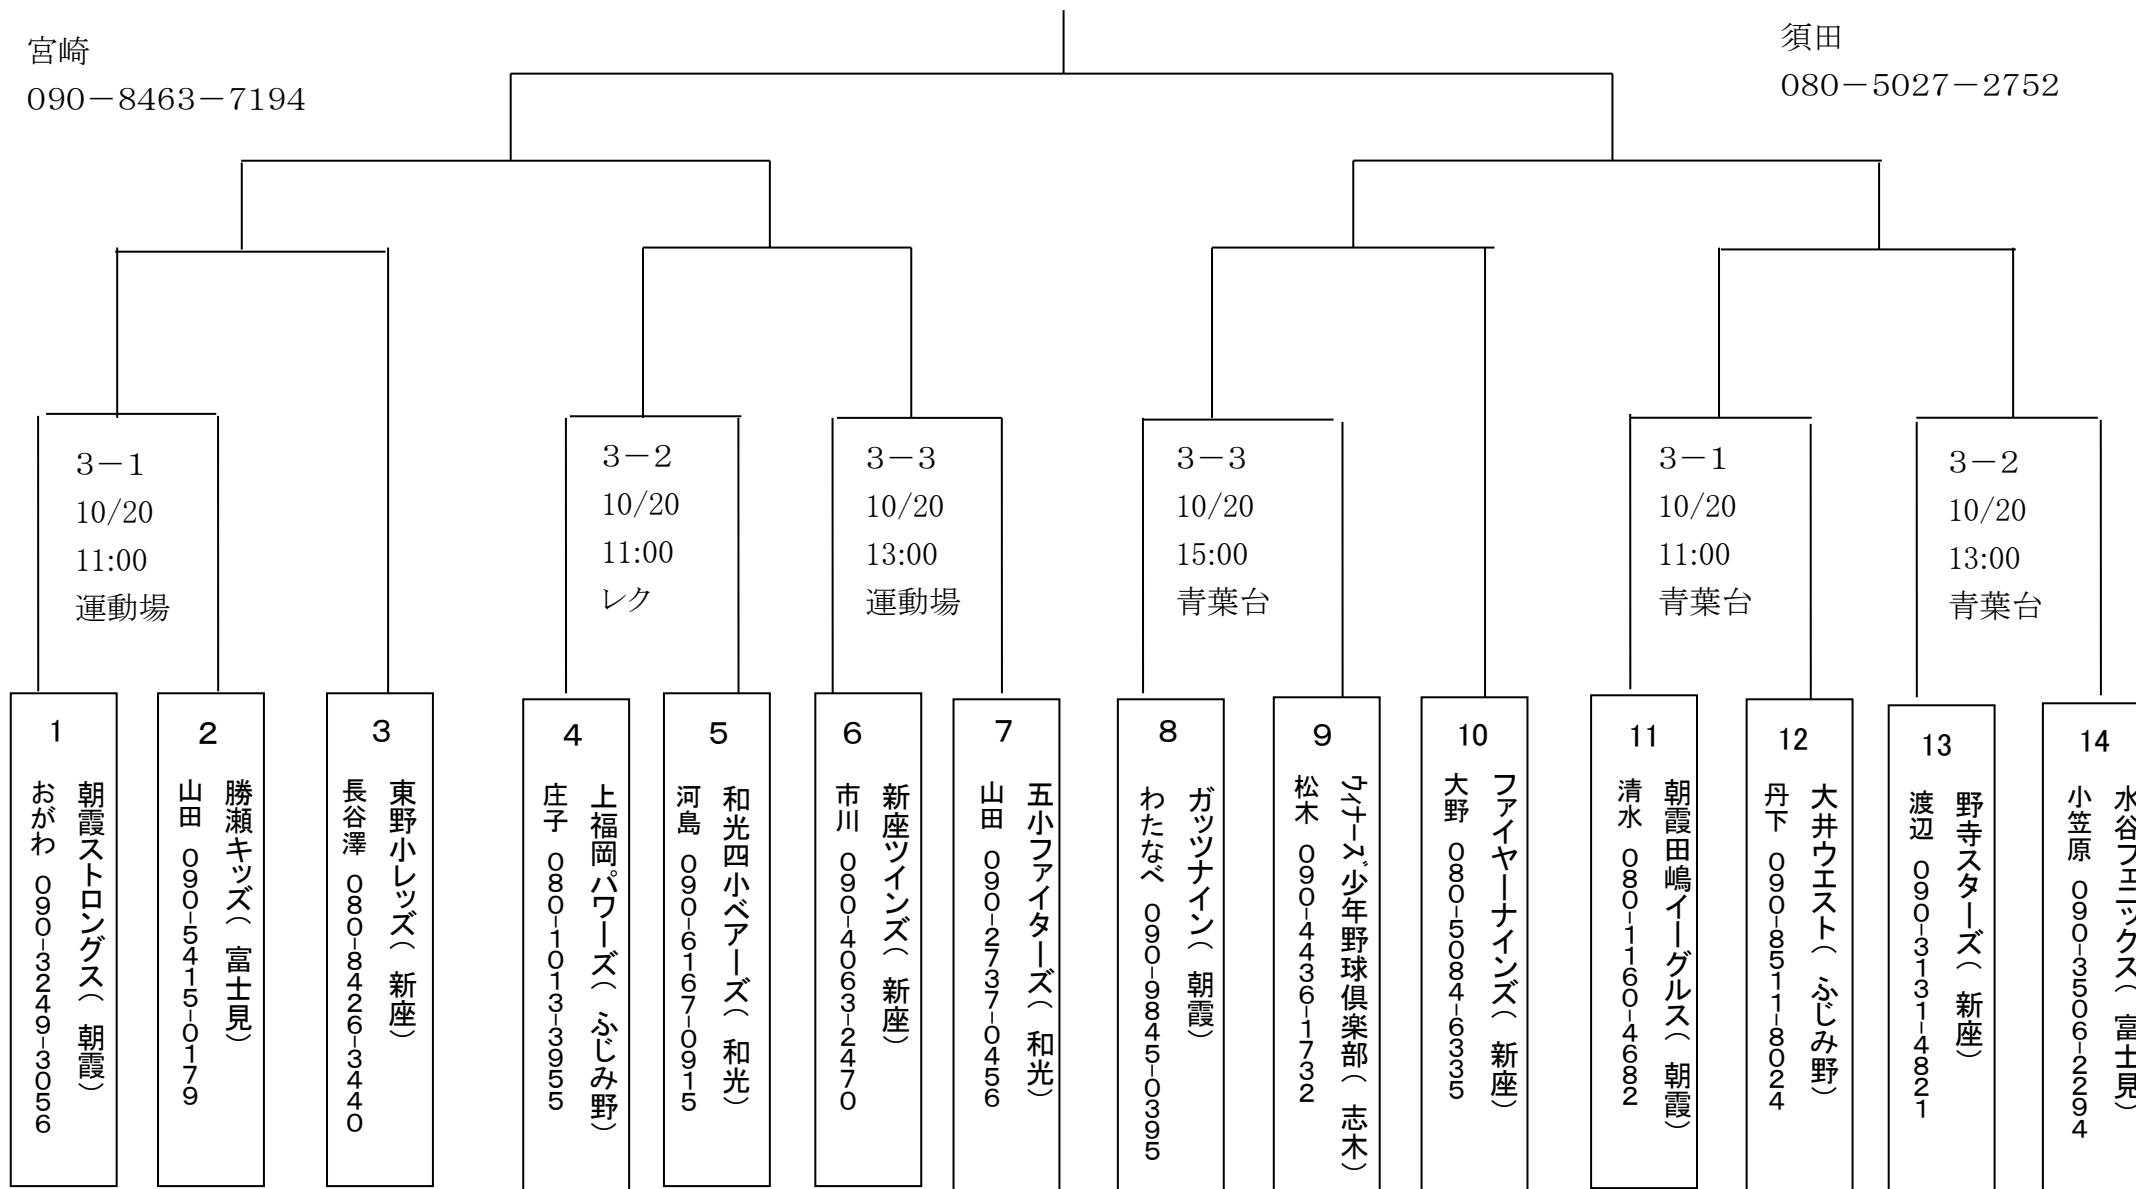 宮崎
090－8463－7194
須田
080－5027－2752
3－1
10/20
11:00
運動場
3－2
10/20
11:00
レク
3－3
10/20
13:00
運動場
3－3
10/20
15:00
青葉台
3－1
10/20
11:00
青葉台
3－2
10/20
13:00
青葉台
1
朝霞ストロングス（ 朝霞）
おがわ 090-3249-3056
2
勝瀬キッズ（ 富士見）
山田 090-5415-0179
3
東野小レッズ（ 新座）
長谷澤 080-8426-3440
4
上福岡パワーズ（ ふじみ野）
庄子 080-1013-3955
5
和光四小ベアーズ（ 和光）
河島 090-6167-0915
6
新座ツインズ（ 新座）
市川 090-4063-2470
7
五小ファイターズ（ 和光）
山田 090-2737-0456
8
ガッツナイン（ 朝霞）
わたなべ 090-9845-0395
9
ｳｨﾅｰｽﾞ少年野球倶楽部（ 志木）
松木 090-4436-1732
10
ファイヤーナインズ（ 新座）
大野 080-5084-6335
11
朝霞田嶋イーグルス（ 朝霞）
清水 080-1160-4682
12
大井ウエスト（ ふじみ野）
丹下 090-8511-8024
13
野寺スターズ（ 新座）
渡辺 090-3131-4821
14
水谷フェニックス（ 富士見）
小笠原 090-3506-2294